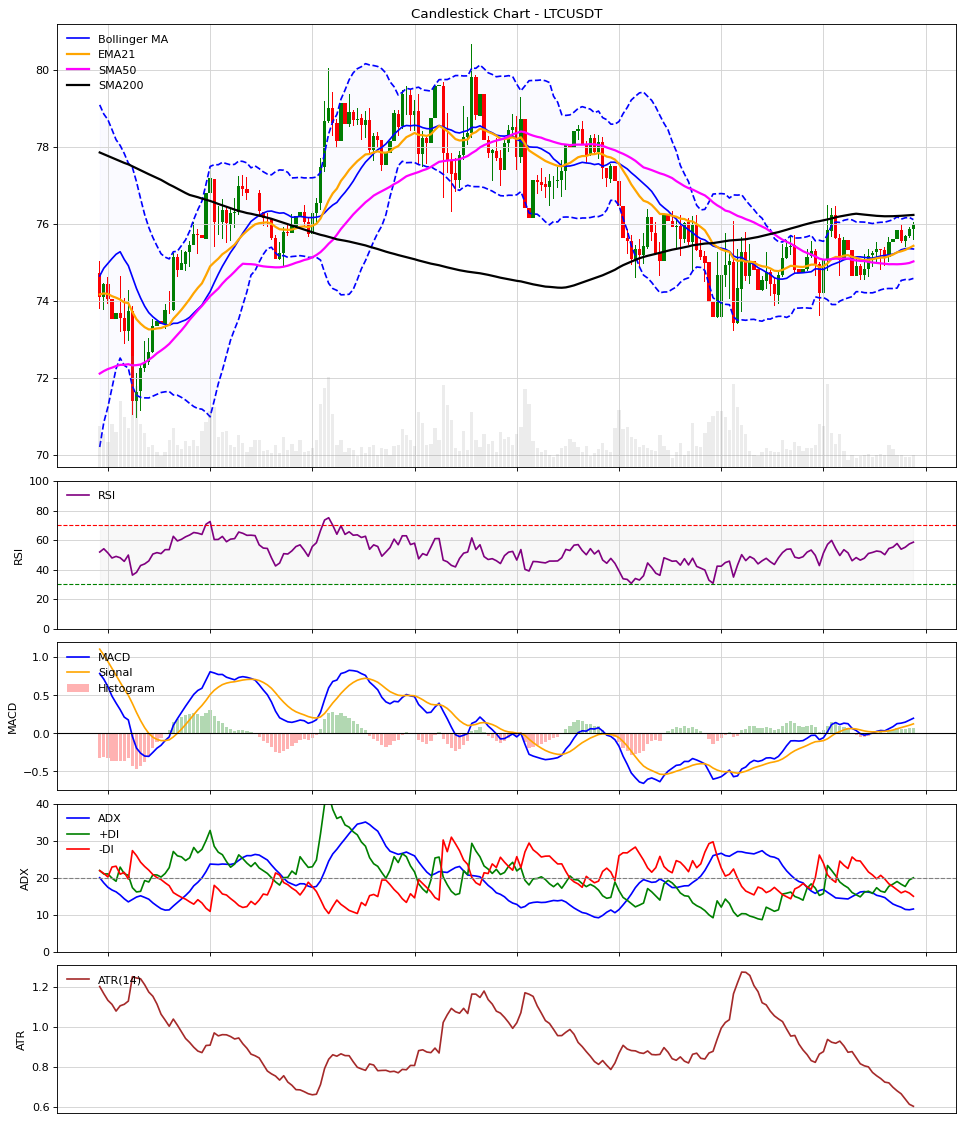 Candlestick Chart - LTCUSDT
Bollinger MA
EMA21
SMA50
SMA200
80
78
76
74
72
70
RSI
RSI
100
80
60
40
20
0
MACD
Signal
Histogram
MACD
1.0
0.5
0.0
−0.5
ADX
+DI
-DI
ADX
40
30
20
10
0
ATR(14)
ATR
1.2
1.0
0.8
0.6